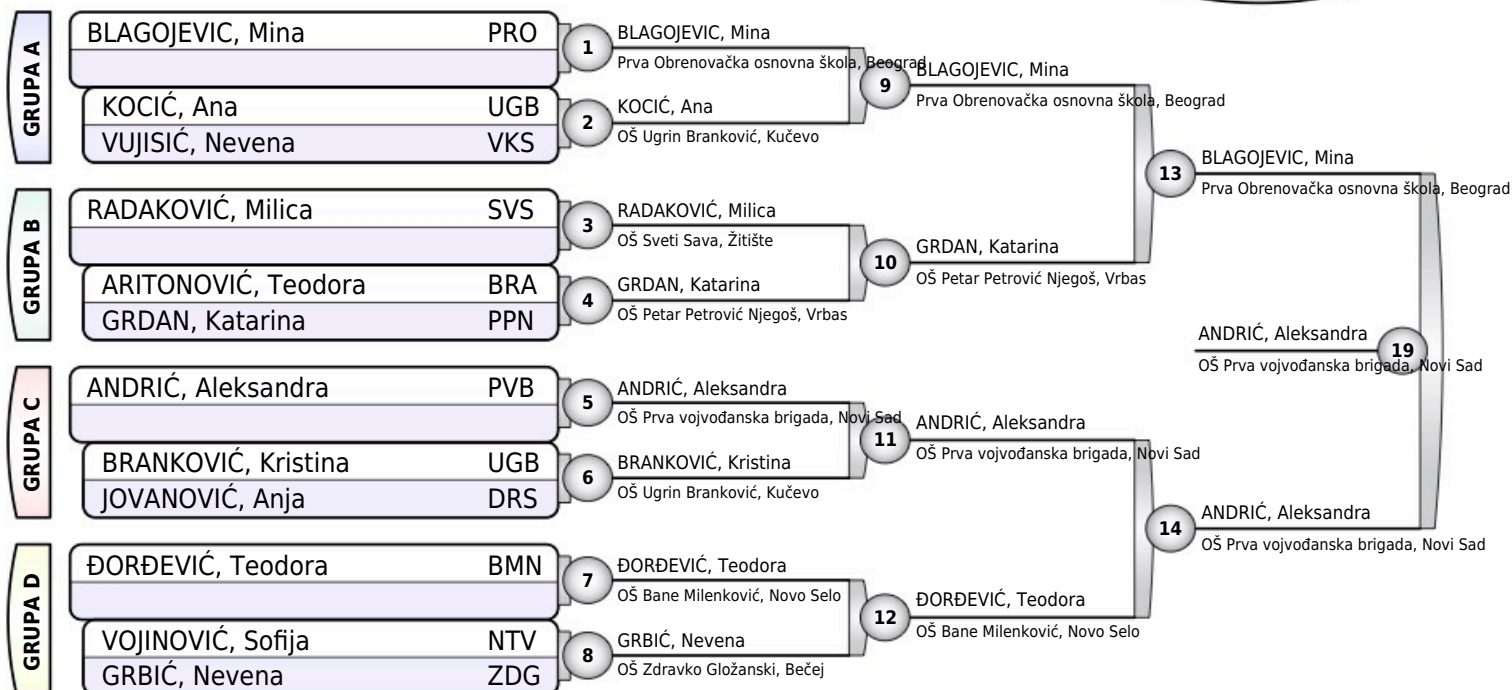 GRUPA A
BLAGOJEVIC, Mina PRO
KOCIĆ, Ana UGB
VUJISIĆ, Nevena VKS
GRUPA B
RADAKOVIĆ, Milica SVS
ARITONOVIĆ, Teodora BRA
GRDAN, Katarina PPN
GRUPA C
ANDRIĆ, Aleksandra PVB
BRANKOVIĆ, Kristina UGB
JOVANOVIĆ, Anja DRS
GRUPA D
ĐORĐEVIĆ, Teodora BMN
VOJINOVIĆ, Sofija NTV
GRBIĆ, Nevena ZDG
1
BLAGOJEVIC, Mina
Prva Obrenovačka osnovna škola, Beograd
2
KOCIĆ, Ana
OŠ Ugrin Branković, Kučevo
3
RADAKOVIĆ, Milica
OŠ Sveti Sava, Žitište
4
GRDAN, Katarina
OŠ Petar Petrović Njegoš, Vrbas
5
ANDRIĆ, Aleksandra
OŠ Prva vojvođanska brigada, Novi Sad
6
BRANKOVIĆ, Kristina
OŠ Ugrin Branković, Kučevo
7
ĐORĐEVIĆ, Teodora
OŠ Bane Milenković, Novo Selo
8
GRBIĆ, Nevena
OŠ Zdravko Gložanski, Bečej
9
BLAGOJEVIC, Mina
Prva Obrenovačka osnovna škola, Beograd
10
GRDAN, Katarina
OŠ Petar Petrović Njegoš, Vrbas
11
ANDRIĆ, Aleksandra
OŠ Prva vojvođanska brigada, Novi Sad
12
ĐORĐEVIĆ, Teodora
OŠ Bane Milenković, Novo Selo
13
BLAGOJEVIC, Mina
Prva Obrenovačka osnovna škola, Beograd
14
ANDRIĆ, Aleksandra
OŠ Prva vojvođanska brigada, Novi Sad
19
ANDRIĆ, Aleksandra
OŠ Prva vojvođanska brigada, Novi Sad